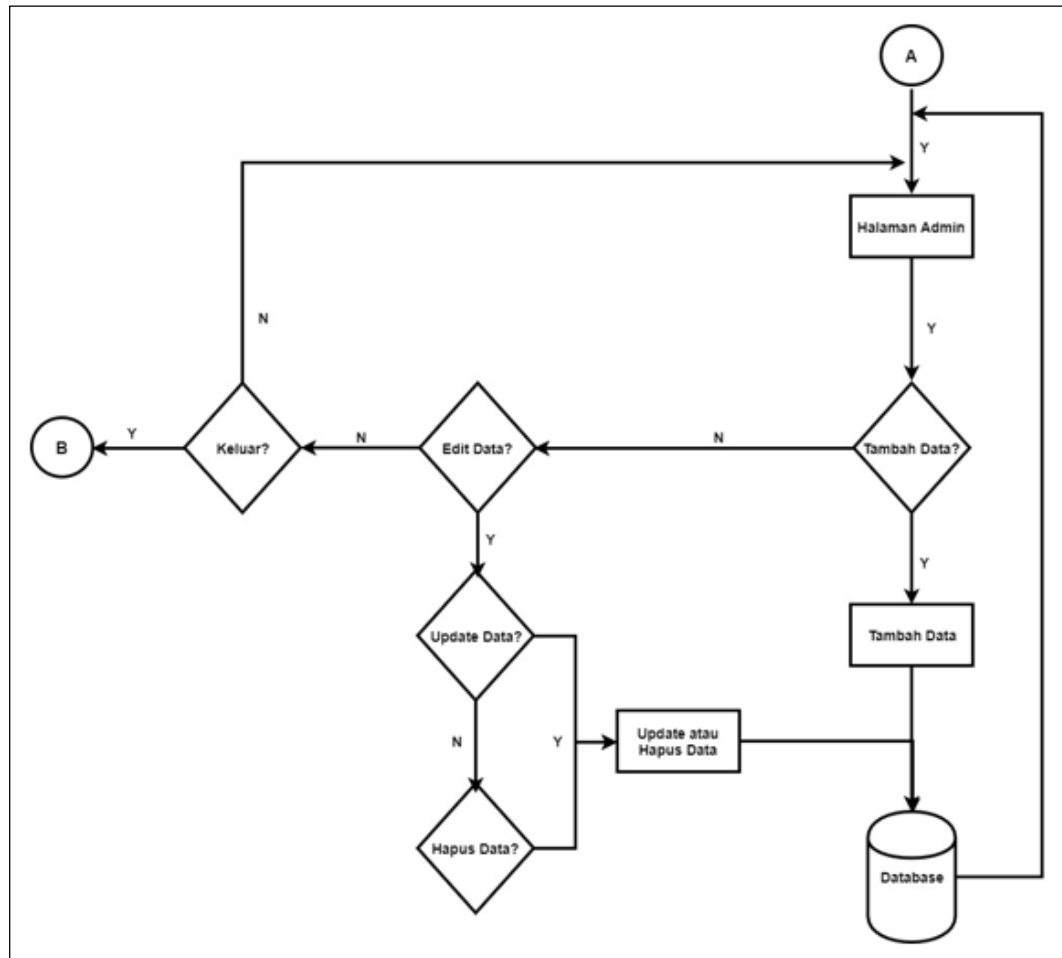 A
Y
Halaman Admin
Y
N
B
Y
Keluar?
N
Edit Data?
N
Tambah Data?
Y
Y
Update Data?
Tambah Data
N
Y
Update atau
Hapus Data
Hapus Data?
Database